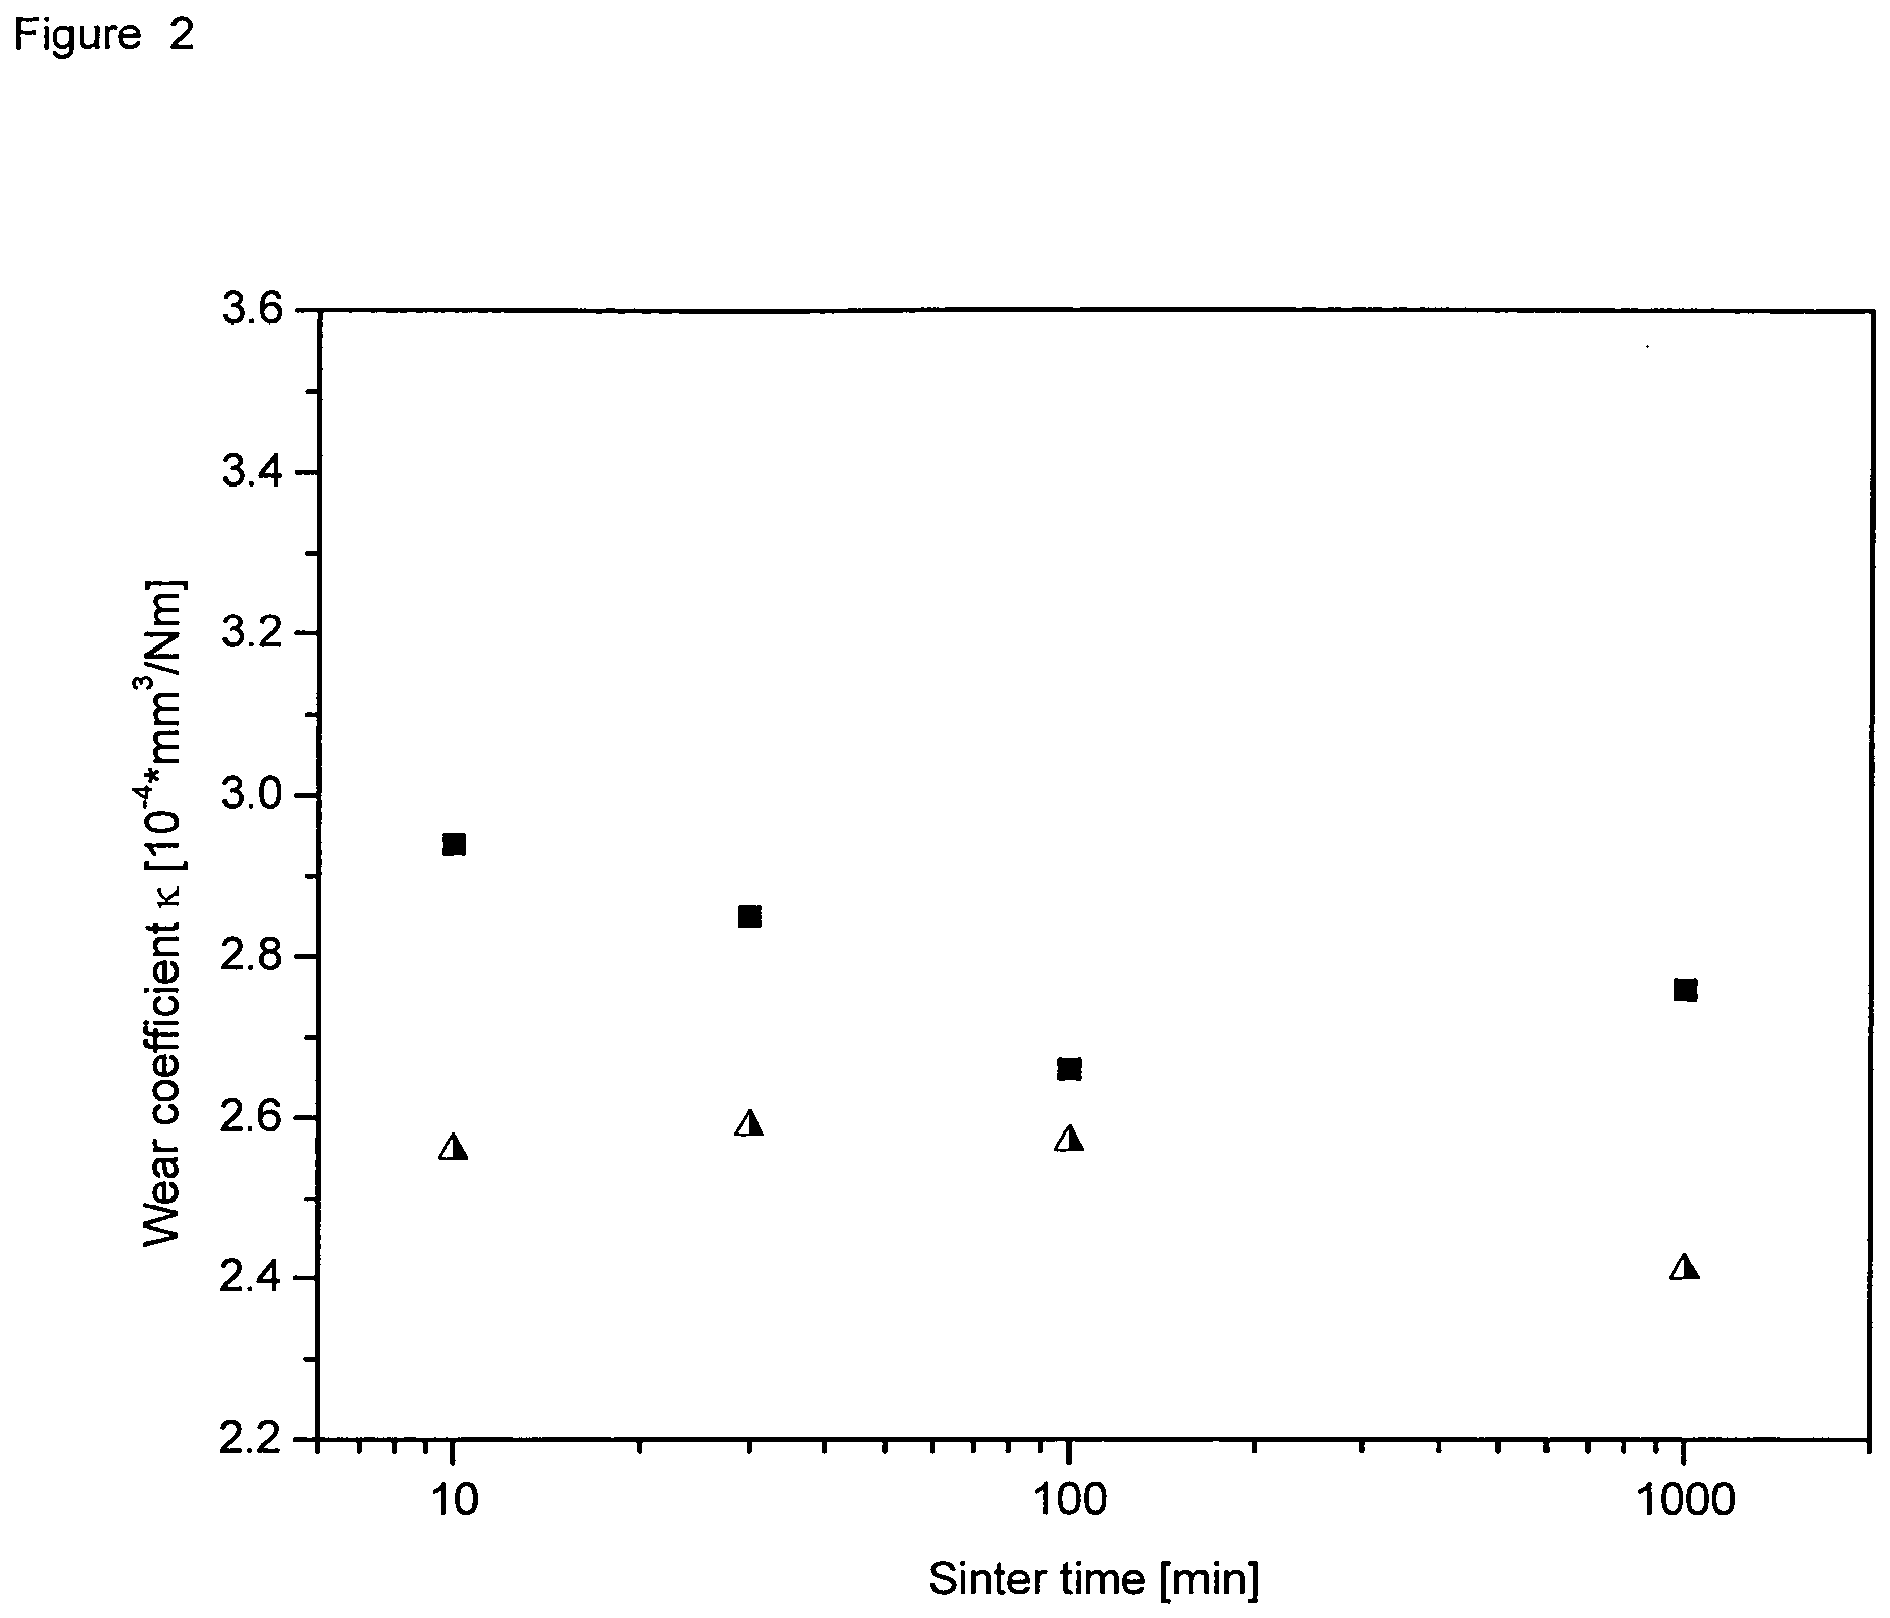 Figure 2
3.6
3.4
3.2
3.0
2.8
2.6
2.4
2.2
Wear coefficient κ [10⁻⁴*mm³/Nm]
10 100 1000
Sinter time [min]